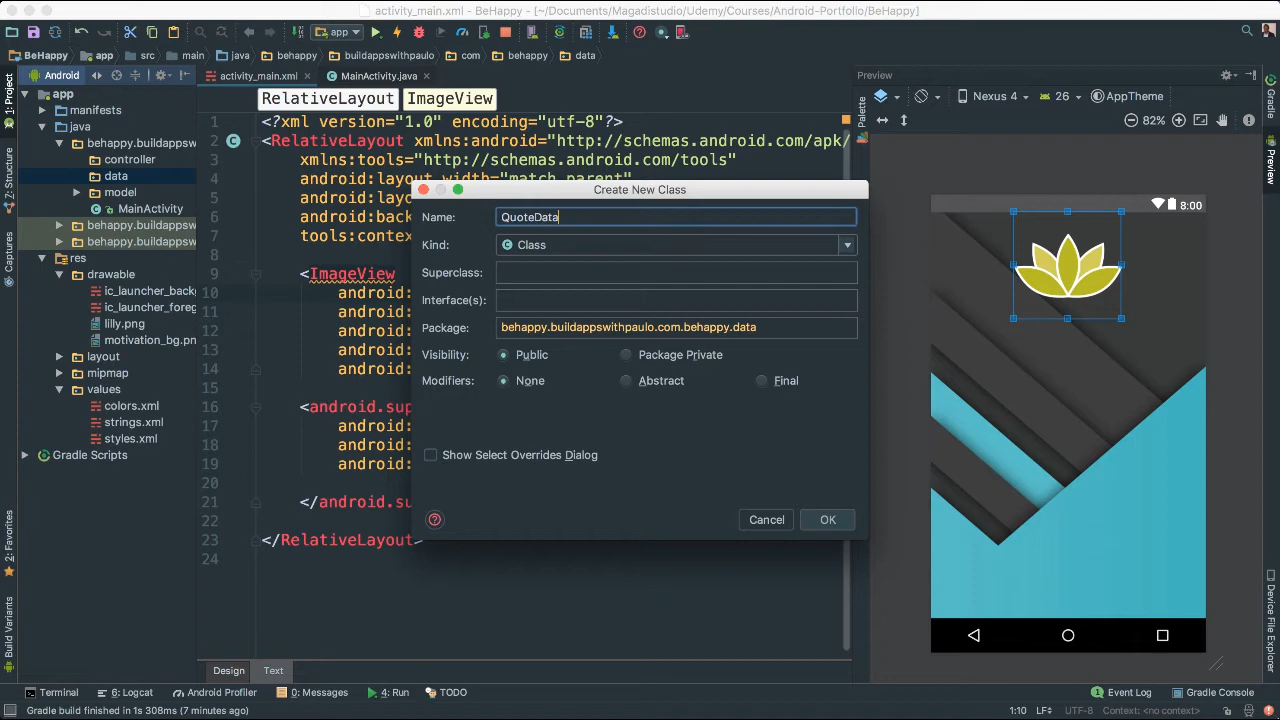 activity_main.xml - BeHappy - [~/Documents/Magadistudio/Udemy/Courses/Android-Portfolio/BeHappy]
app
BeHappy app src main java behappy buildappswithpaulo com behappy data
Android activity_main.xml MainActivity.java Preview
RelativeLayout ImageView
Nexus 4 26 AppTheme
82%
1: Project
Z: Structure
Captures
2: Favorites
Build Variants
app
manifests
java
behappy.buildappsw
controller
data
model
MainActivity
behappy.buildappsw
behappy.buildappsw
res
drawable
ic_launcher_back
ic_launcher_foreg
lilly.png
motivation_bg.pn
layout
mipmap
values
colors.xml
strings.xml
styles.xml
Gradle Scripts
1 <?xml version="1.0" encoding="utf-8"?>
2 <RelativeLayout xmlns:android="http://schemas.android.com/apk/
3 xmlns:tools="http://schemas.android.com/tools"
4 android:layout_width="match_parent"
5 android:layo
6 android:back
7 tools:contex
8
9 <ImageView
10 android:
11 android:
12 android:
13 android:
14 android:
15
16 <android.sup
17 android:
18 android:
19 android:
20
21 </android.su
22
23 </RelativeLayout>
24
Create New Class
Name: QuoteData
Kind: Class
Superclass:
Interface(s):
Package: behappy.buildappswithpaulo.com.behappy.data
Visibility: Public Package Private
Modifiers: None Abstract Final
Show Select Overrides Dialog
? Cancel OK
8:00
Palette
Gradle
Preview
Device File Explorer
Design Text
Terminal 6: Logcat Android Profiler 0: Messages 4: Run TODO Event Log Gradle Console
Gradle build finished in 1s 308ms (7 minutes ago) 1:10 LF UTF-8 Context: <no context>